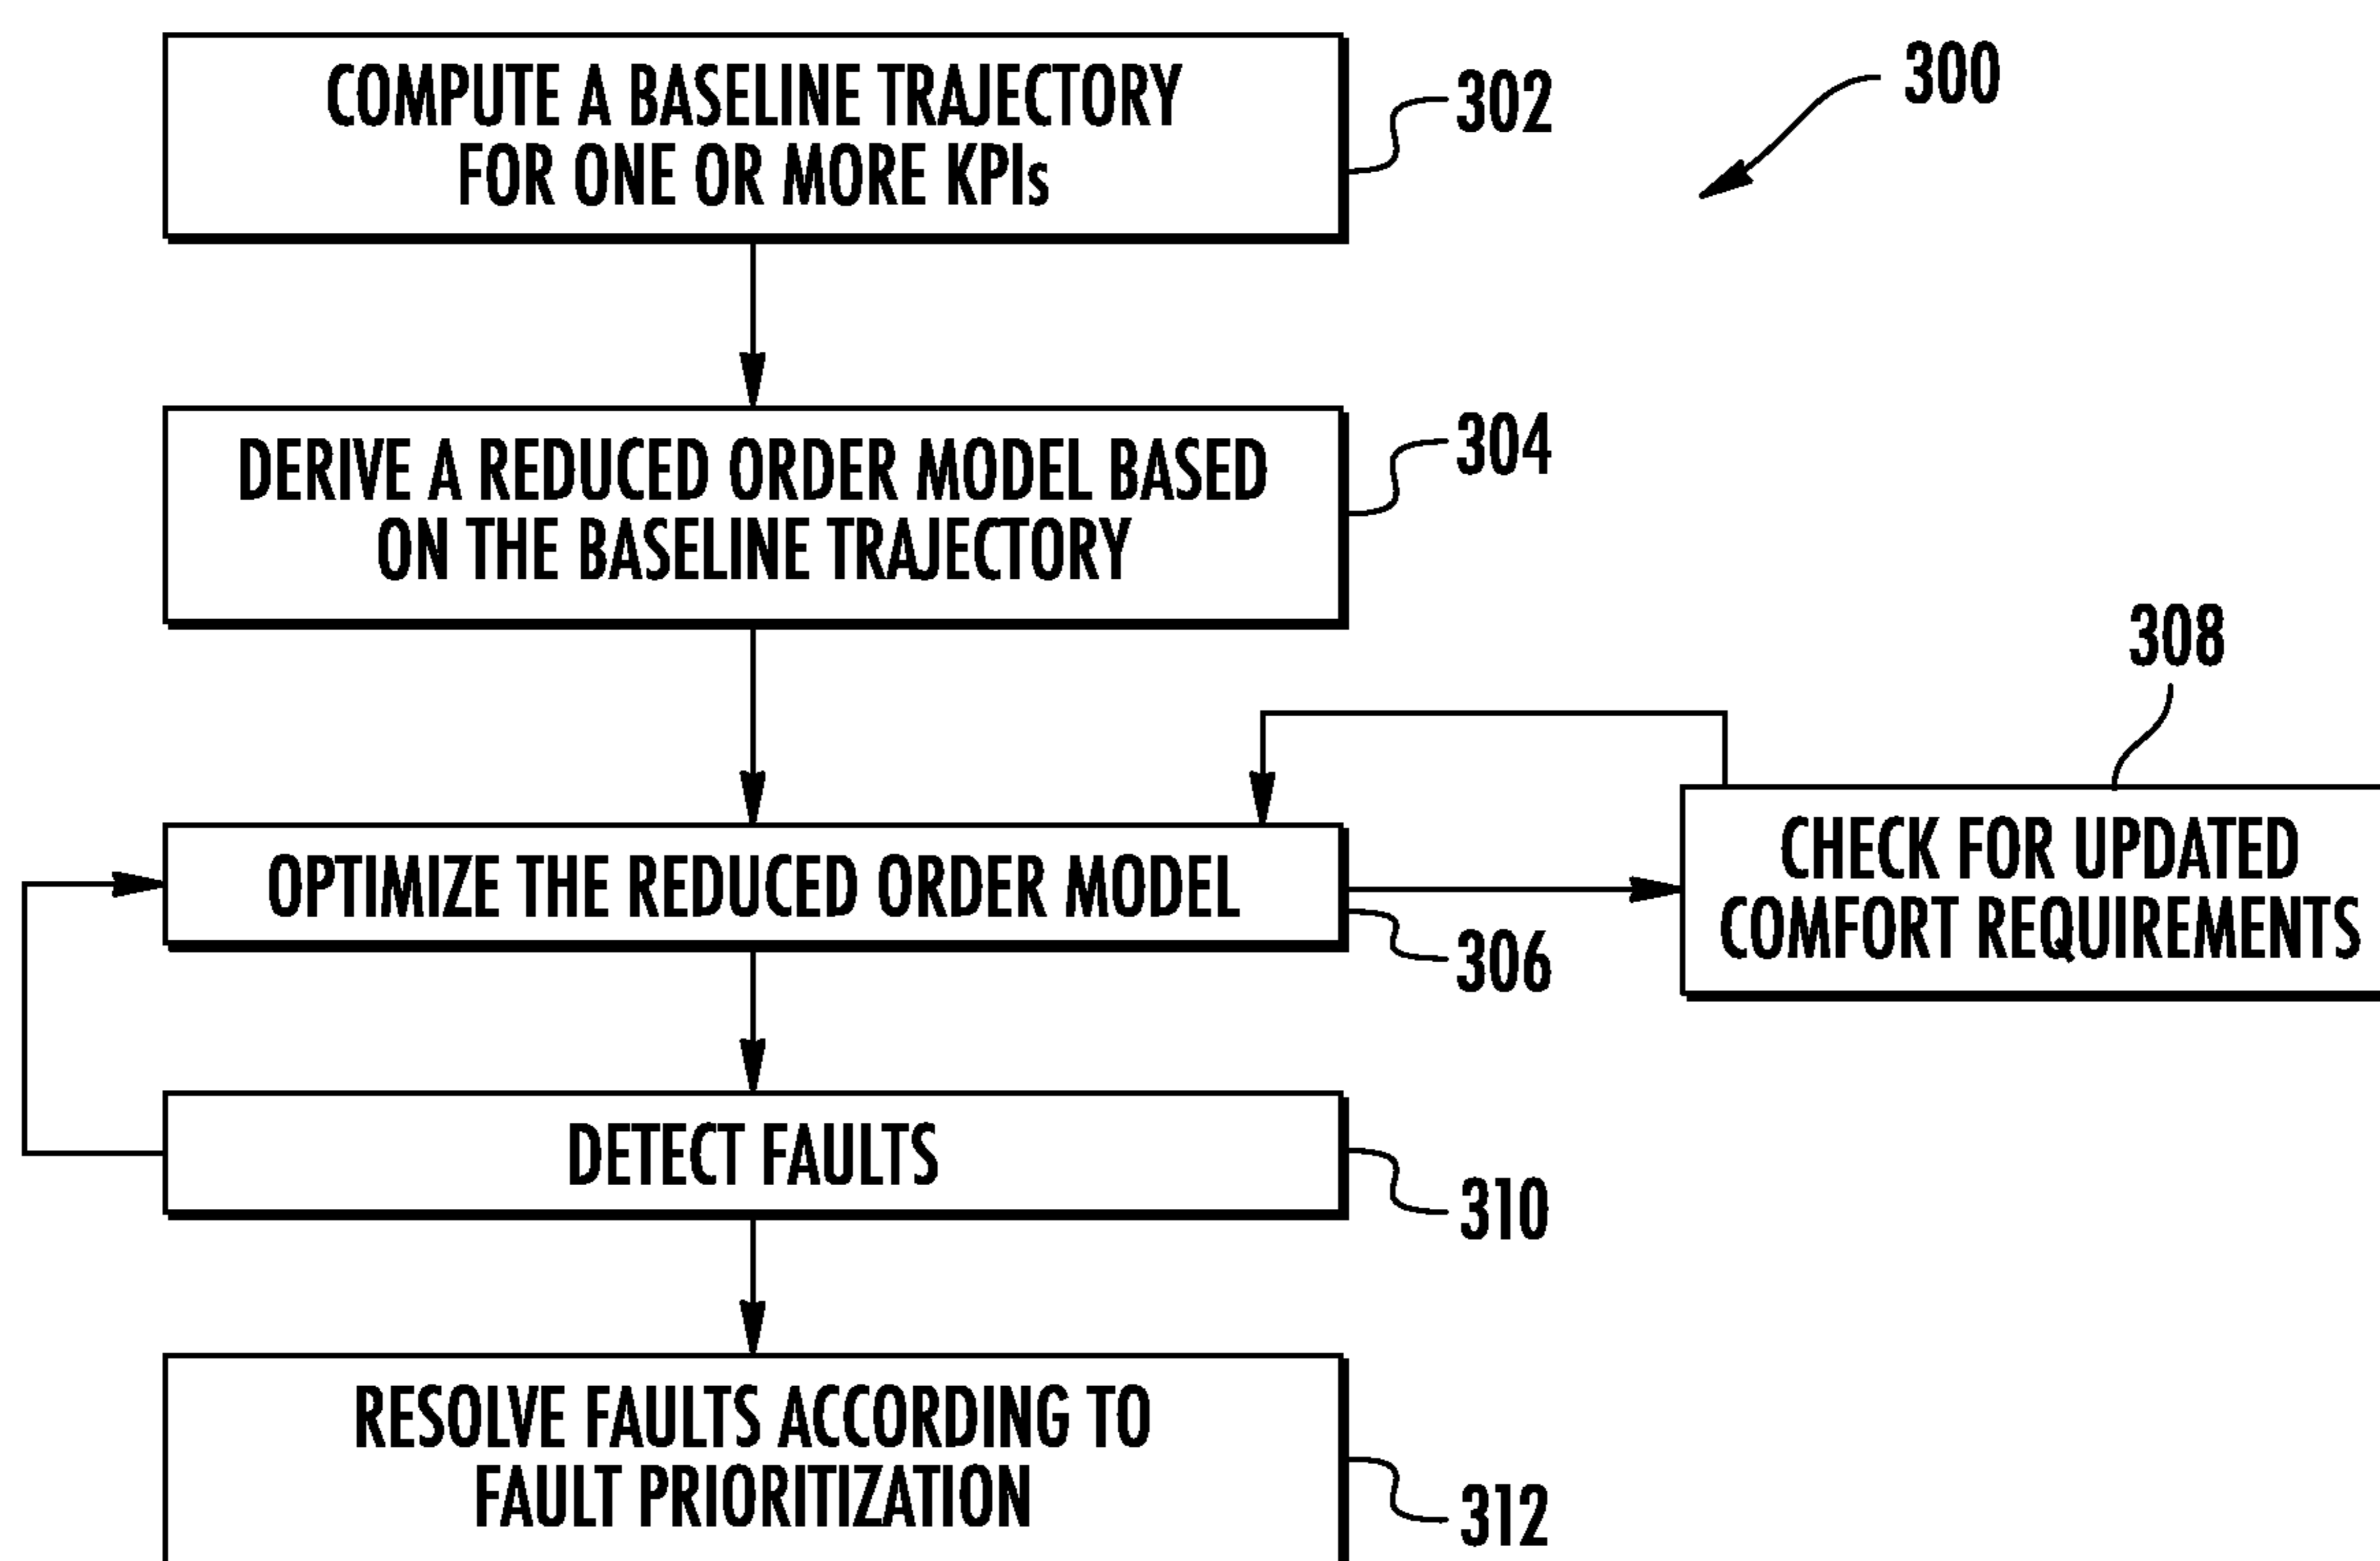 COMPUTE A BASELINE TRAJECTORY
FOR ONE OR MORE KPIs
302
300
DERIVE A REDUCED ORDER MODEL BASED
ON THE BASELINE TRAJECTORY
304
308
OPTIMIZE THE REDUCED ORDER MODEL
306
CHECK FOR UPDATED
COMFORT REQUIREMENTS
DETECT FAULTS
310
RESOLVE FAULTS ACCORDING TO
FAULT PRIORITIZATION
312